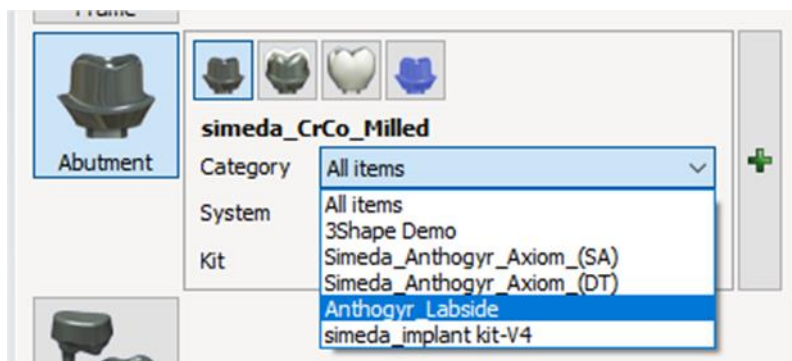 Frame
Abutment
simeda_CrCo_Milled
Category All items
System
Kit
All items
3Shape Demo
Simeda_Anthogyr_Axiom_(SA)
Simeda_Anthogyr_Axiom_(DT)
Anthogyr_Labside
simeda_implant kit-V4